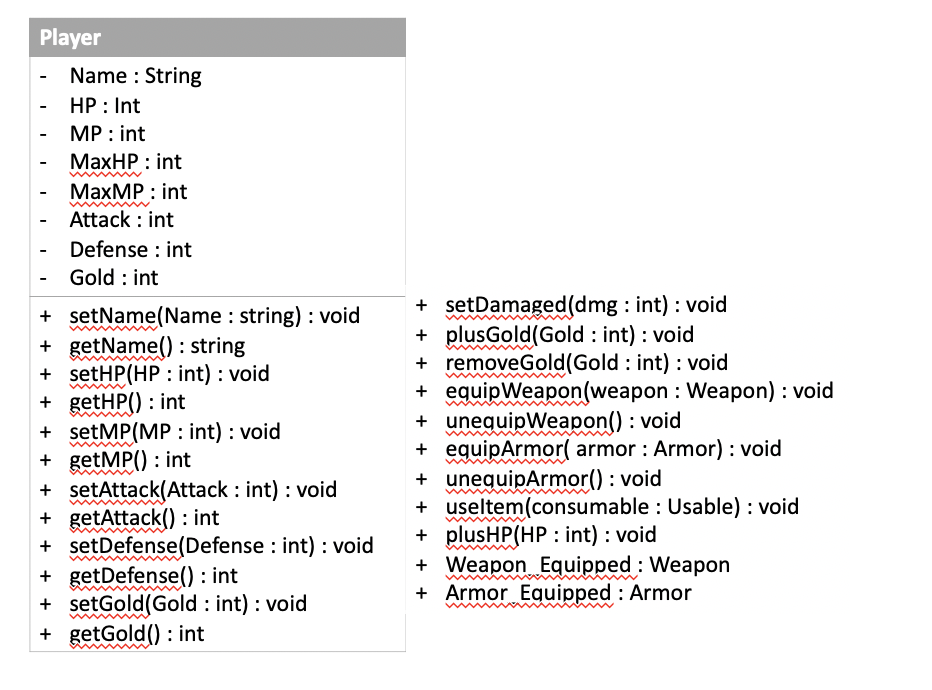 Player
- Name : String
- HP : Int
- MP : int
- MaxHP : int
- MaxMP : int
- Attack : int
- Defense : int
- Gold : int
+ setName(Name : string) : void
+ getName() : string
+ setHP(HP : int) : void
+ getHP() : int
+ setMP(MP : int) : void
+ getMP() : int
+ setAttack(Attack : int) : void
+ getAttack() : int
+ setDefense(Defense : int) : void
+ getDefense() : int
+ setGold(Gold : int) : void
+ getGold() : int
+ setDamaged(dmg : int) : void
+ plusGold(Gold : int) : void
+ removeGold(Gold : int) : void
+ equipWeapon(weapon : Weapon) : void
+ unequipWeapon() : void
+ equipArmor( armor : Armor) : void
+ unequipArmor() : void
+ useItem(consumable : Usable) : void
+ plusHP(HP : int) : void
+ Weapon_Equipped : Weapon
+ Armor_Equipped : Armor